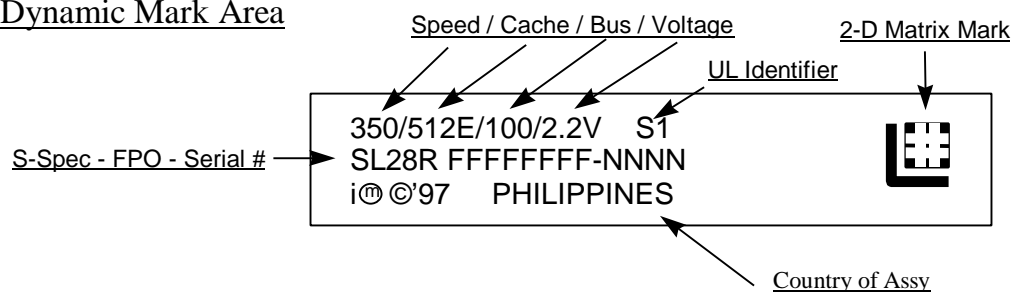 Dynamic Mark Area
Speed / Cache / Bus / Voltage
2-D Matrix Mark
UL Identifier
350/512E/100/2.2V S1
S-Spec - FPO - Serial #
SL28R FFFFFFFF-NNNN
iⓜ©’97 PHILIPPINES
Country of Assy